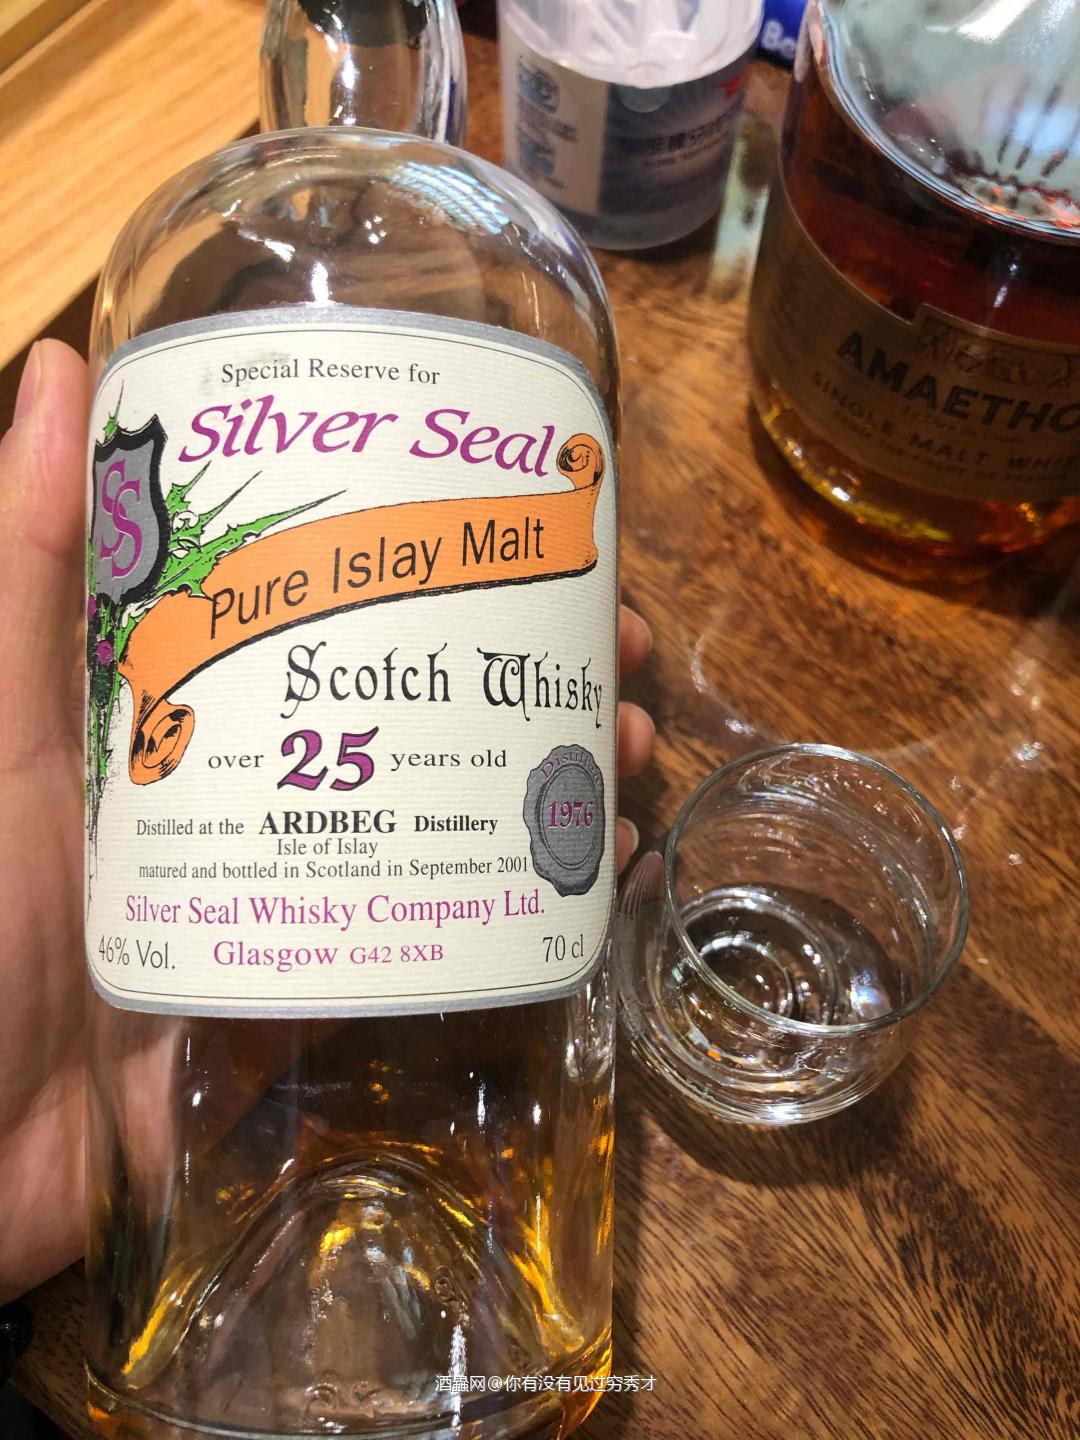 Special Reserve for
Silver Seal
SS
Pure Islay Malt
Scotch Whisky
over 25 years old
Distilled
1976
Distilled at the ARDBEG Distillery
Isle of Islay
matured and bottled in Scotland in September 2001
Silver Seal Whisky Company Ltd.
46% Vol. Glasgow G42 8XB 70 cl
AMAETHO
SINGLE MALT WHIS
酒蟲网@你有没有见过穷秀才